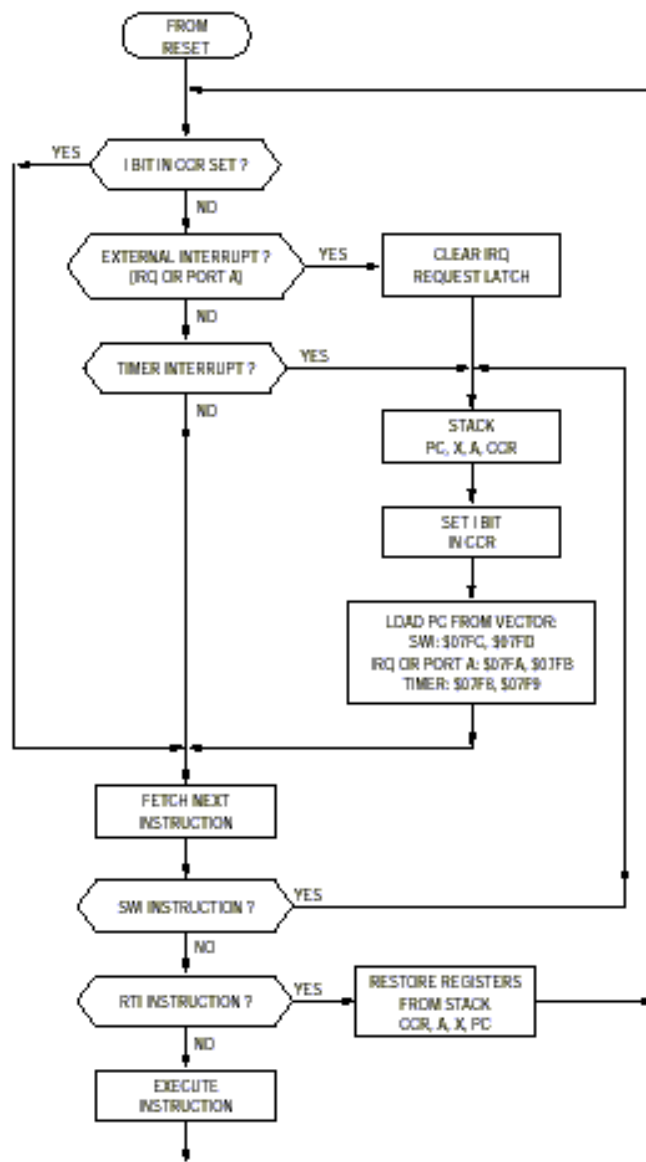 FROM
RESET
YES
I BIT IN CCR SET ?
NO
EXTERNAL INTERRUPT ?
(IRQ OR PORT A)
YES
CLEAR IRQ
REQUEST LATCH
NO
TIMER INTERRUPT ?
YES
NO
STACK
PC, X, A, CCR
SET I BIT
IN CCR
LOAD PC FROM VECTOR:
SWI: $07FC, $07FD
IRQ OR PORT A: $07FA, $07FB
TIMER: $07F8, $07F9
FETCH NEXT
INSTRUCTION
SWI INSTRUCTION ?
YES
NO
RTI INSTRUCTION ?
YES
RESTORE REGISTERS
FROM STACK
CCR, A, X, PC
NO
EXECUTE
INSTRUCTION